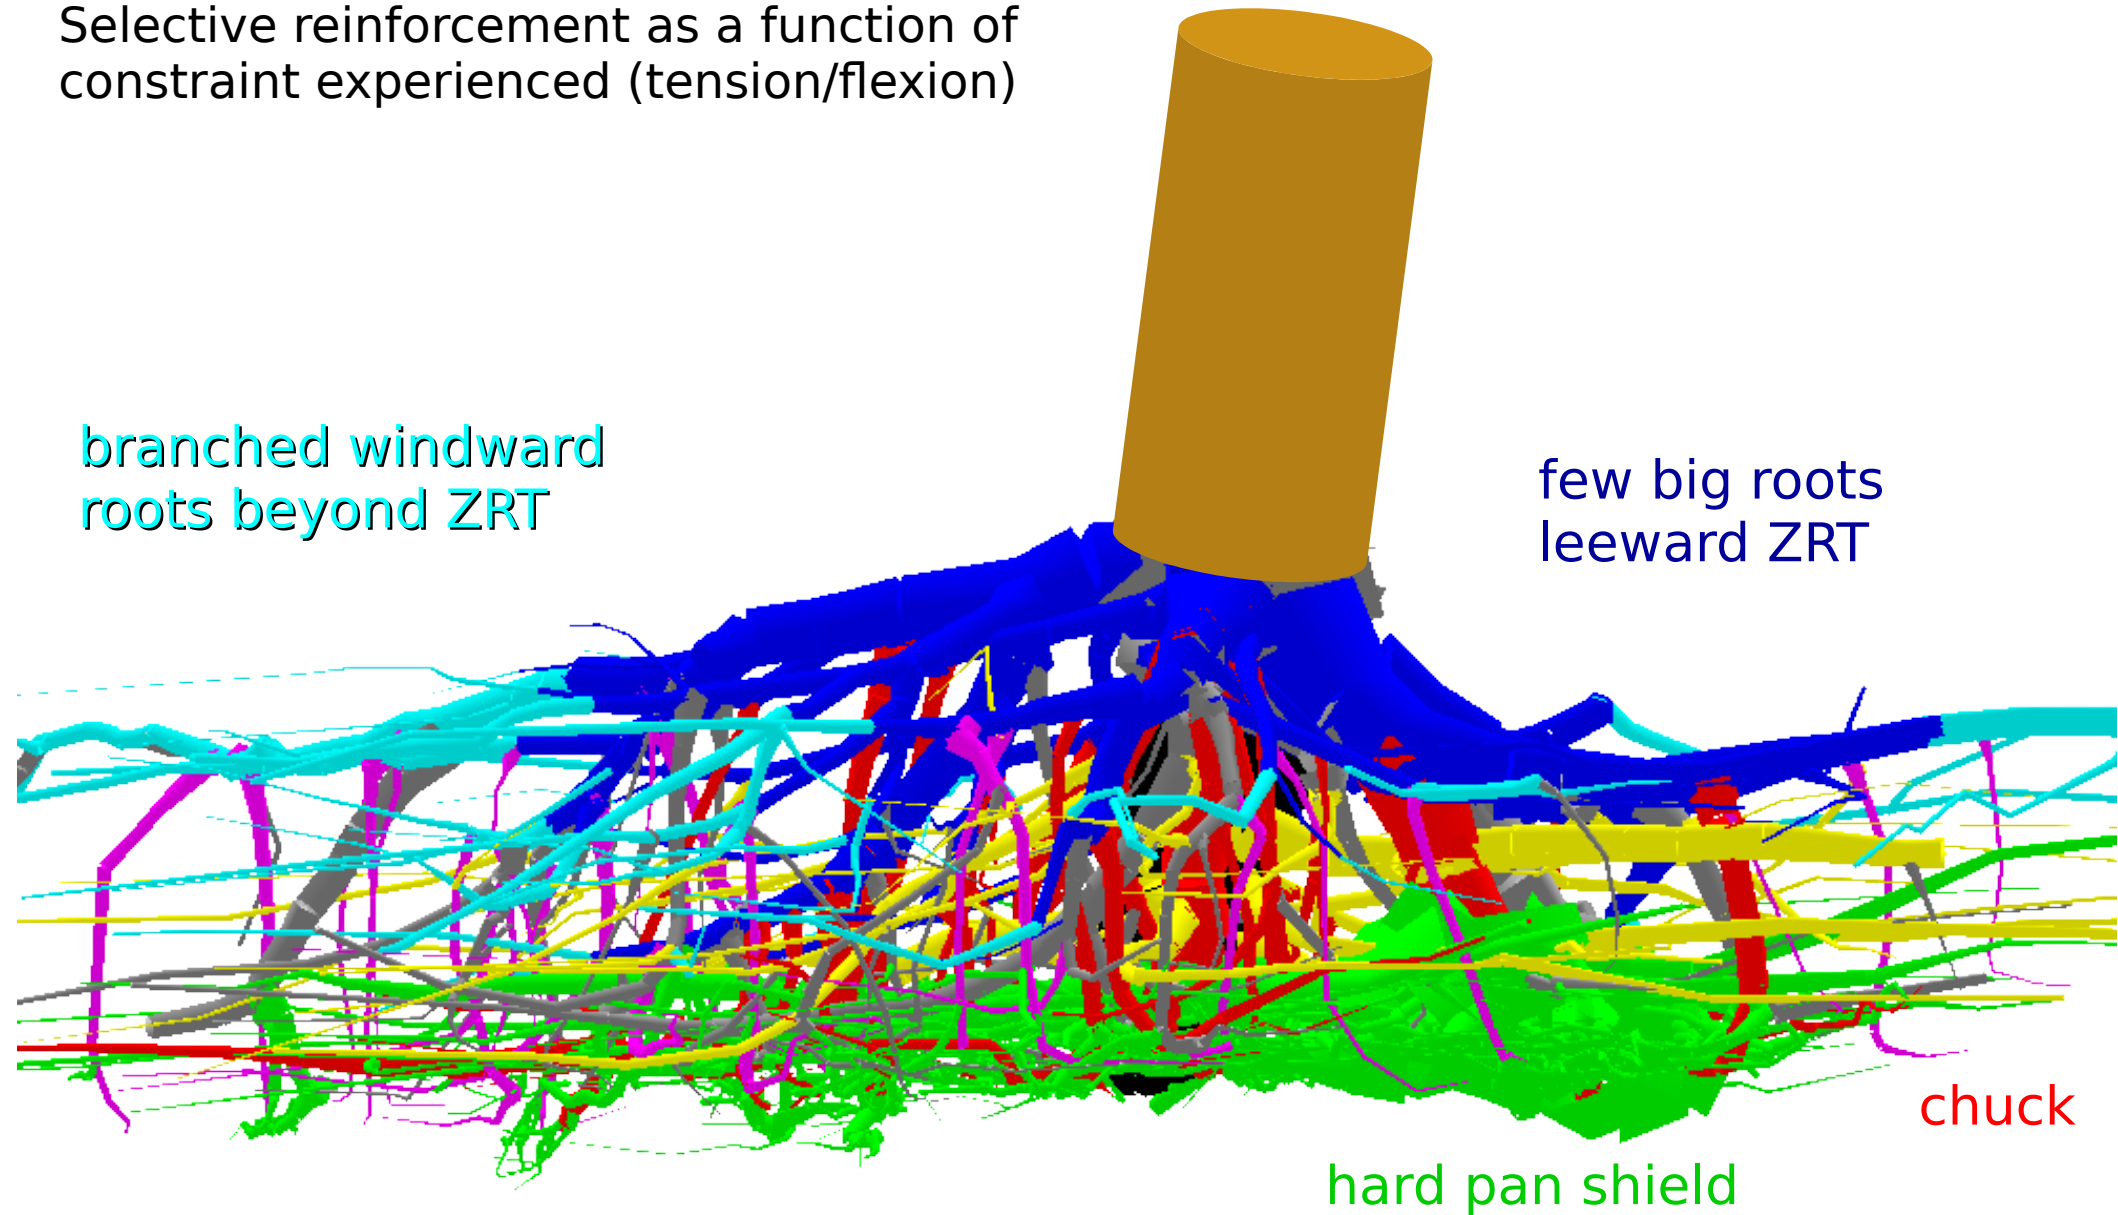 Selective reinforcement as a function of
constraint experienced (tension/flexion)
branched windward
roots beyond ZRT
few big roots
leeward ZRT
chuck
hard pan shield